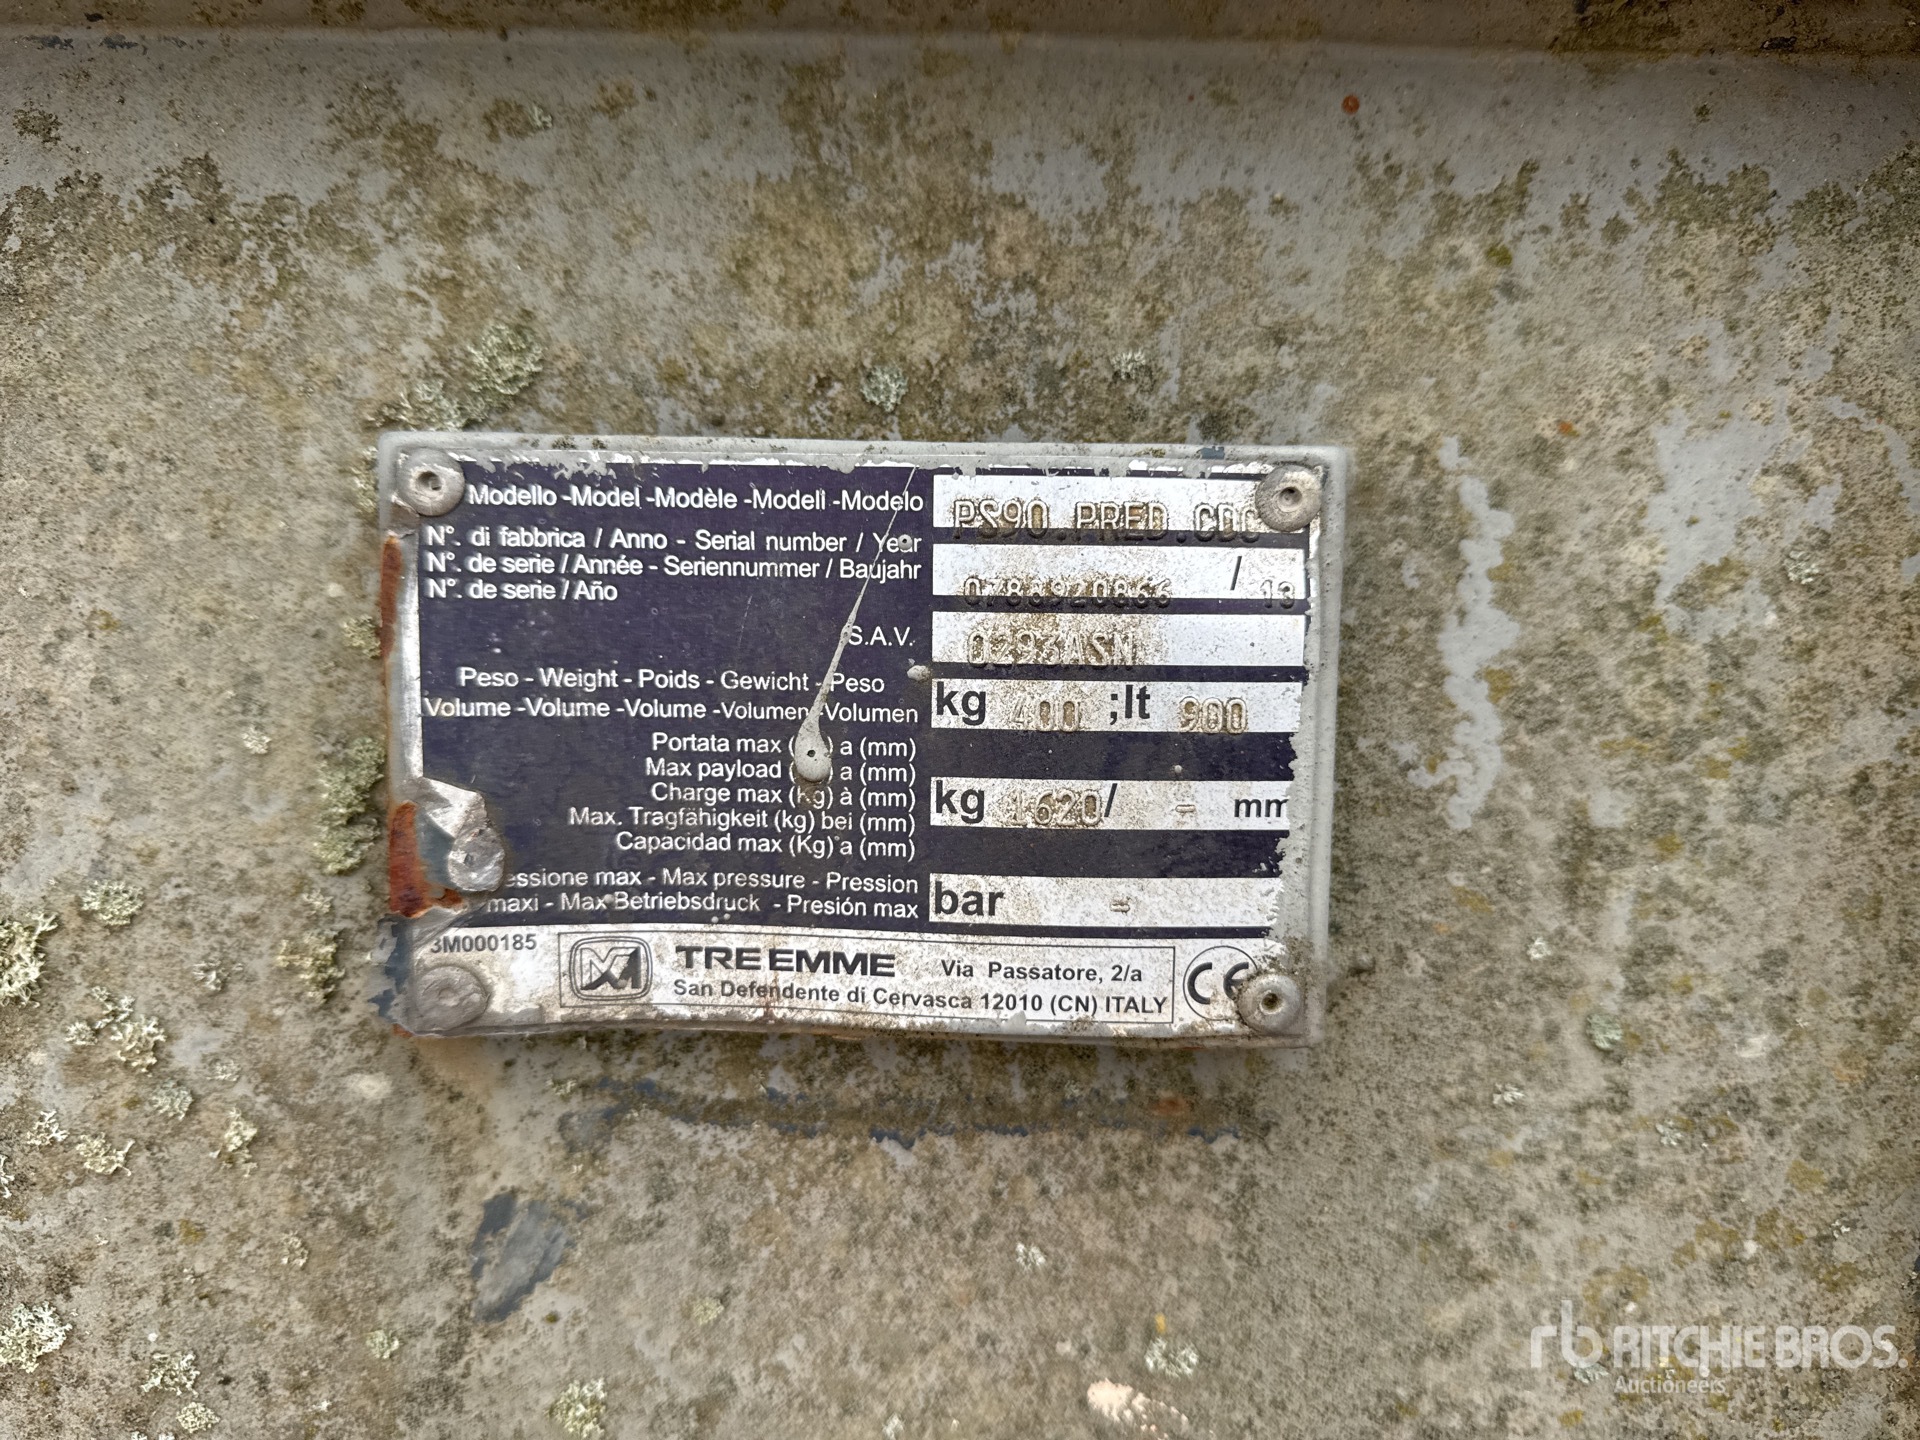 Modello -Model -Modèle -Modell -Modelo PS90.PRED.CDC
N°. di fabbrica / Anno - Serial number / Year
N°. de serie / Année - Seriennummer / Baujahr / 13
N°. de serie / Año
S.A.V. 0293ASN
Peso - Weight - Poids - Gewicht - Peso
Volume -Volume -Volume -Volumen -Volumen kg 400 ;lt 900
Portata max a (mm)
Max payload a (mm)
Charge max (Kg) à (mm) kg 1620/ - mm
Max. Tragfähigkeit (kg) bei (mm)
Capacidad max (Kg) a (mm)
essione max - Max pressure - Pression
maxi - Max Betriebsdruck - Presión max bar -
3M000185 TRE EMME Via Passatore, 2/a
San Defendente di Cervasca 12010 (CN) ITALY CE
rb RITCHIE BROS.
Auctioneers